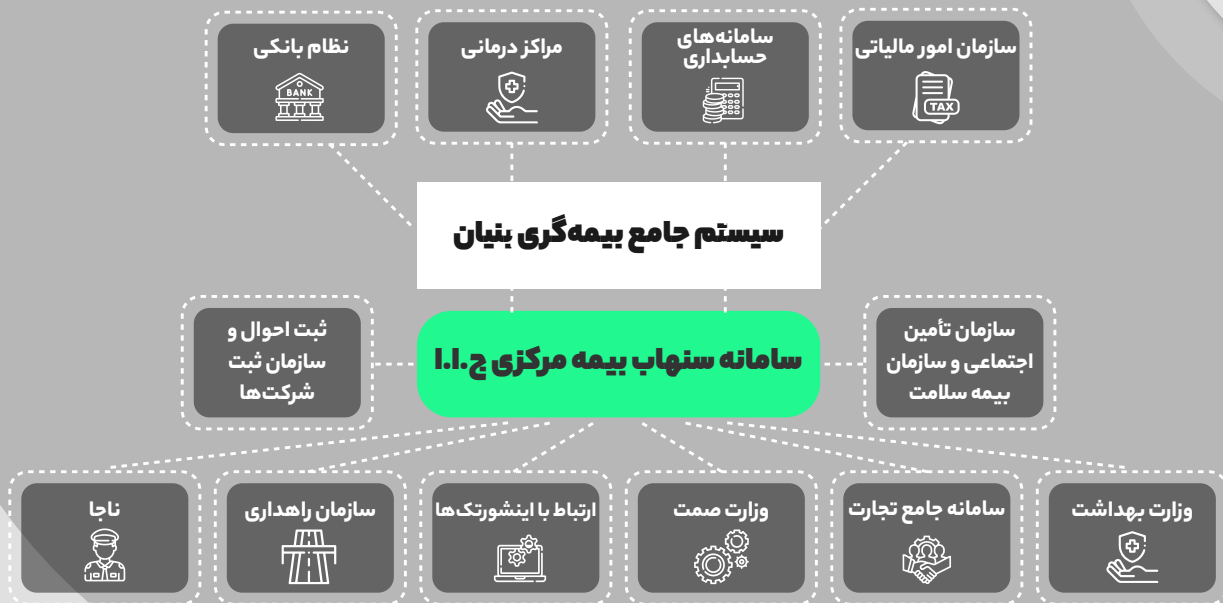 سازمان امور مالیاتی
TAX
سامانه‌های
حسابداری
مراکز درمانی
نظام بانکی
BANK
سیستم جامع بیمه‌گری بنیان
سازمان تأمین
اجتماعی و سازمان
بیمه سلامت
سامانه سنهاب بیمه مرکزی ج.ا.ا
ثبت احوال و
سازمان ثبت
شرکت‌ها
وزارت بهداشت
سامانه جامع تجارت
وزارت صمت
ارتباط با اینشورتک‌ها
سازمان راهداری
ناجا